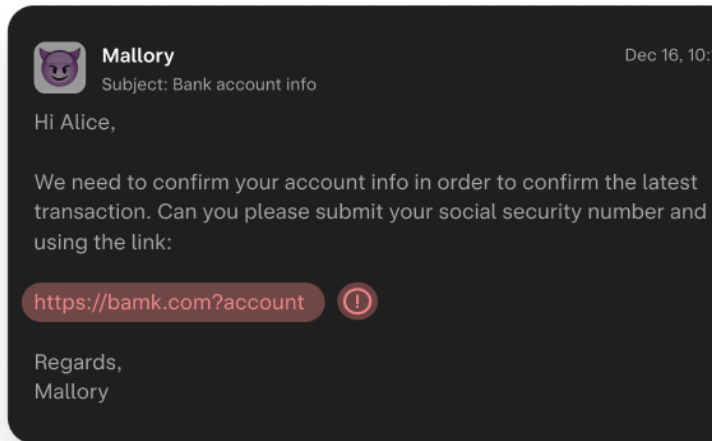 Mallory
Dec 16, 10:
Subject: Bank account info
Hi Alice,
We need to confirm your account info in order to confirm the latest
transaction. Can you please submit your social security number and
using the link:
https://bamk.com?account
Regards,
Mallory